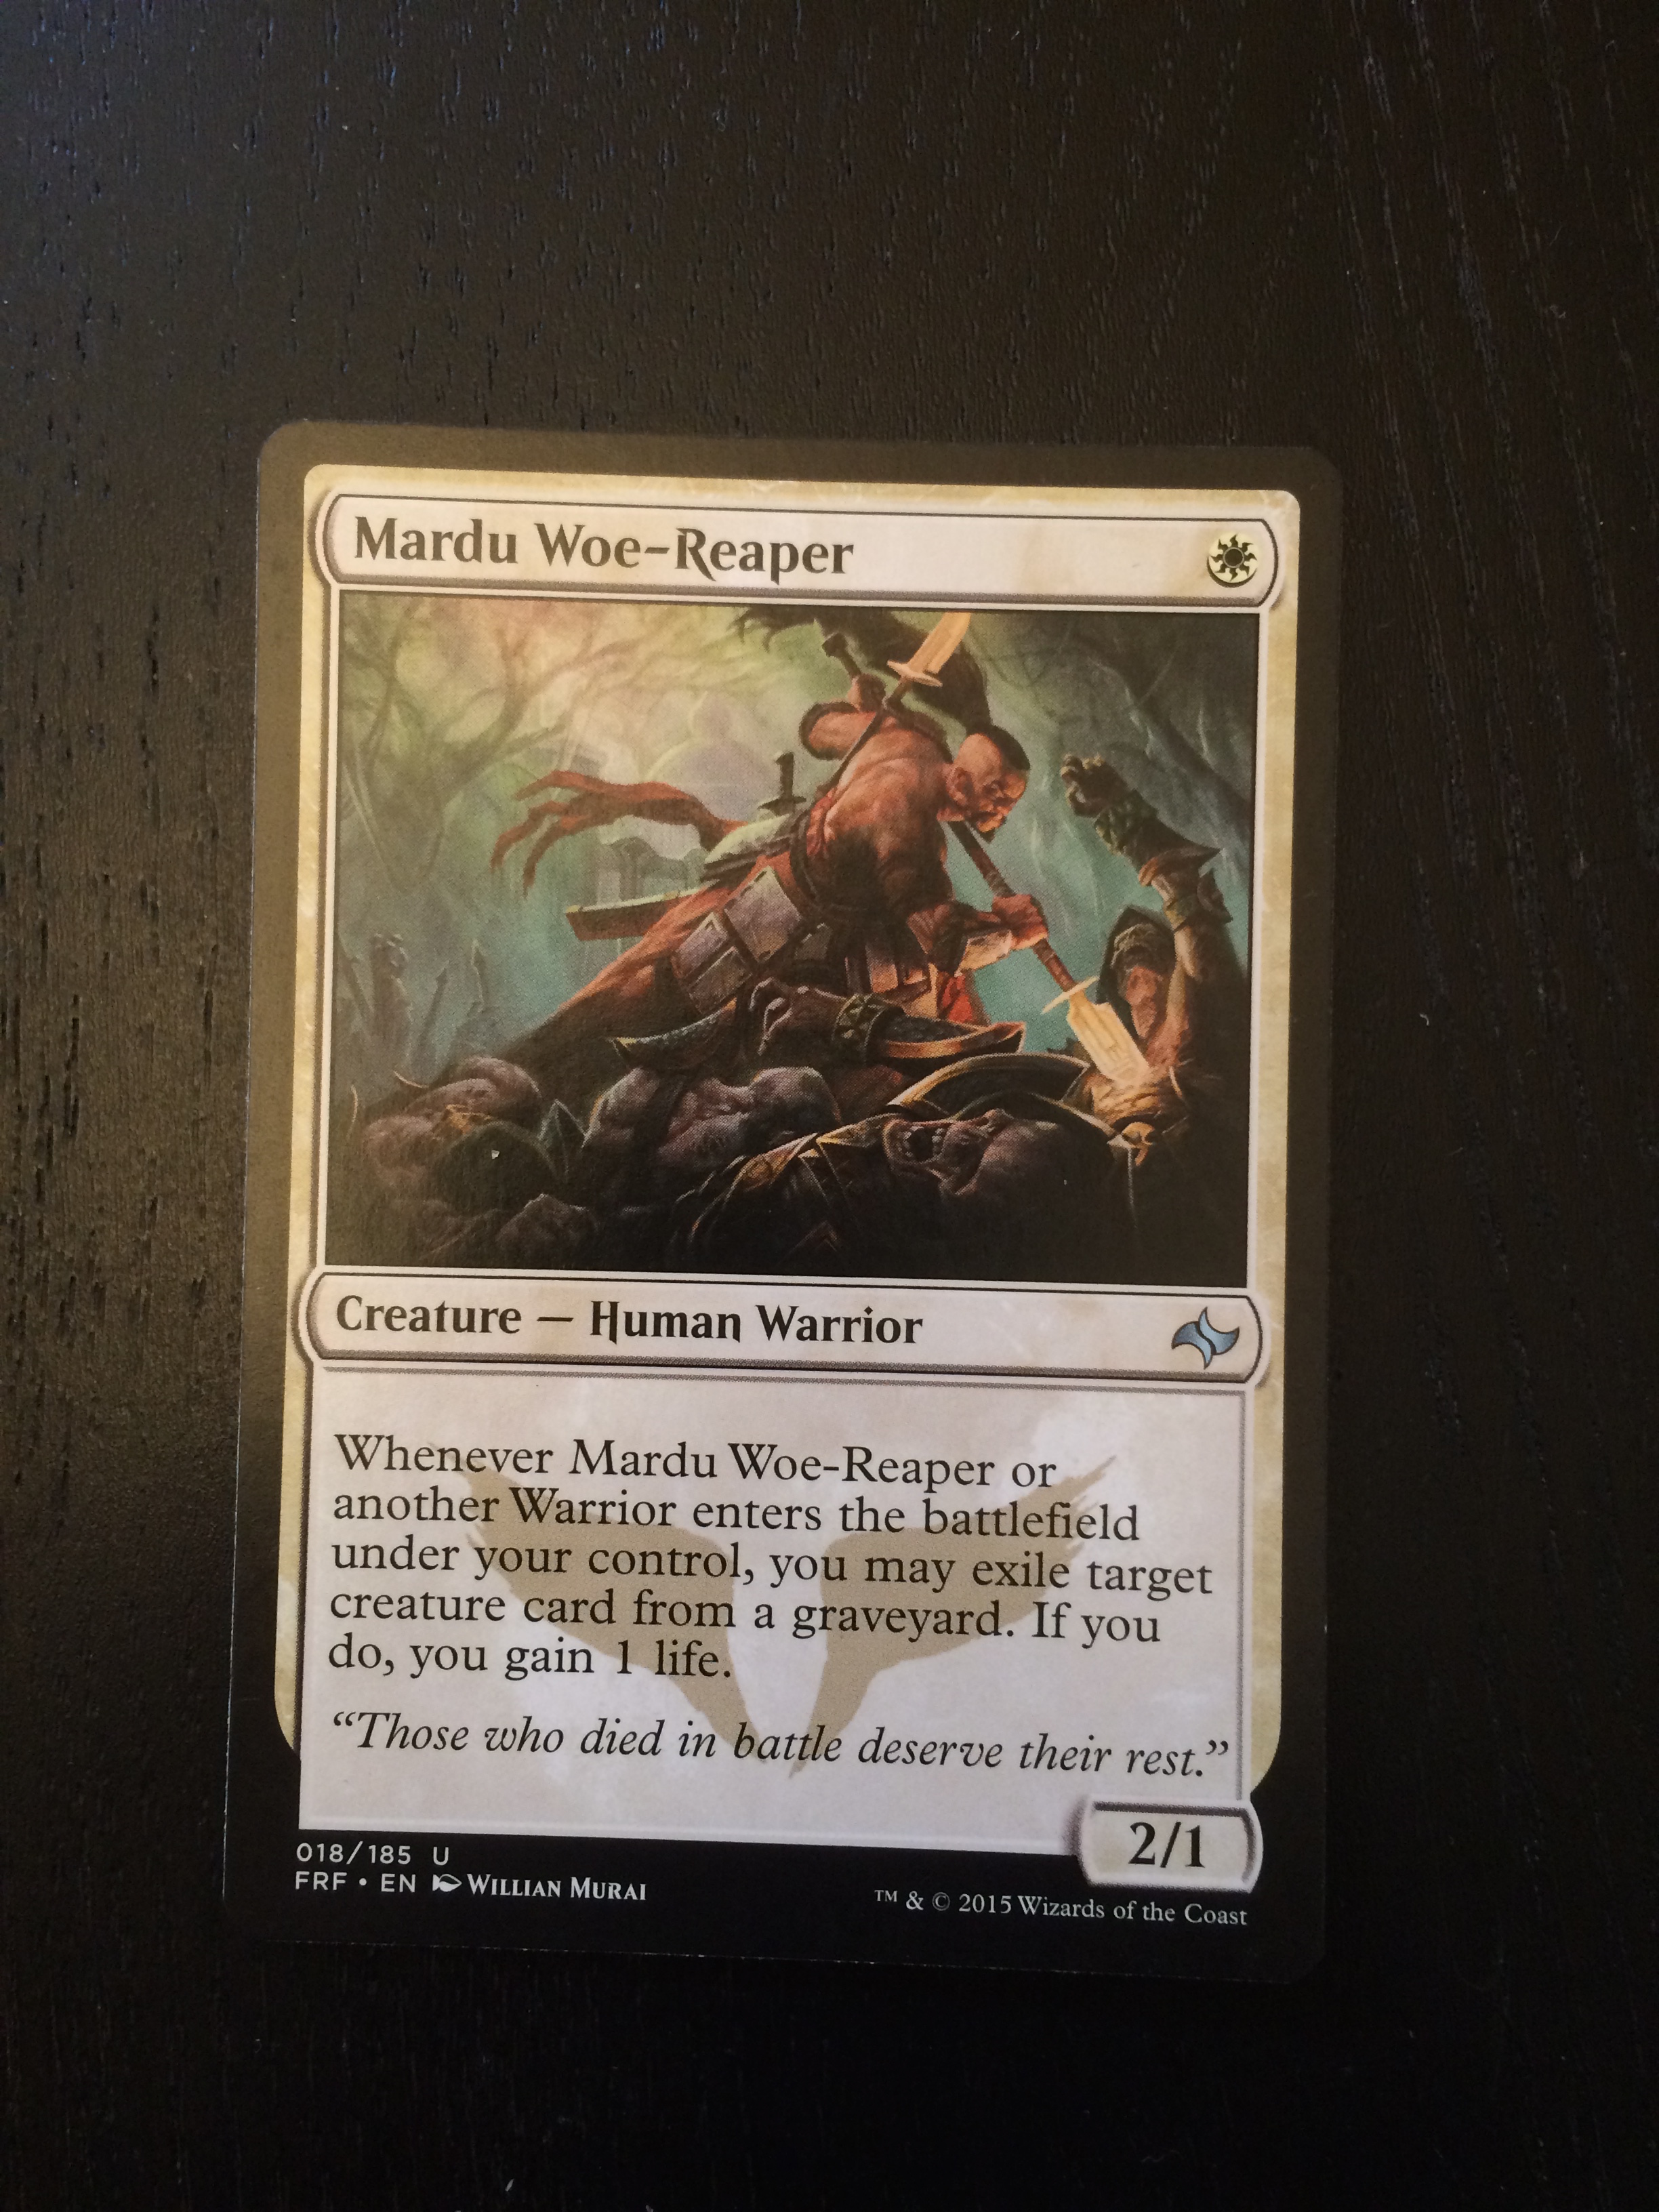 Mardu Woe-Reaper
Creature — Human Warrior
Whenever Mardu Woe-Reaper or
another Warrior enters the battlefield
under your control, you may exile target
creature card from a graveyard. If you
do, you gain 1 life.
“Those who died in battle deserve their rest.”
2/1
018/185 U
FRF • EN WILLIAN MURAI
™ & © 2015 Wizards of the Coast